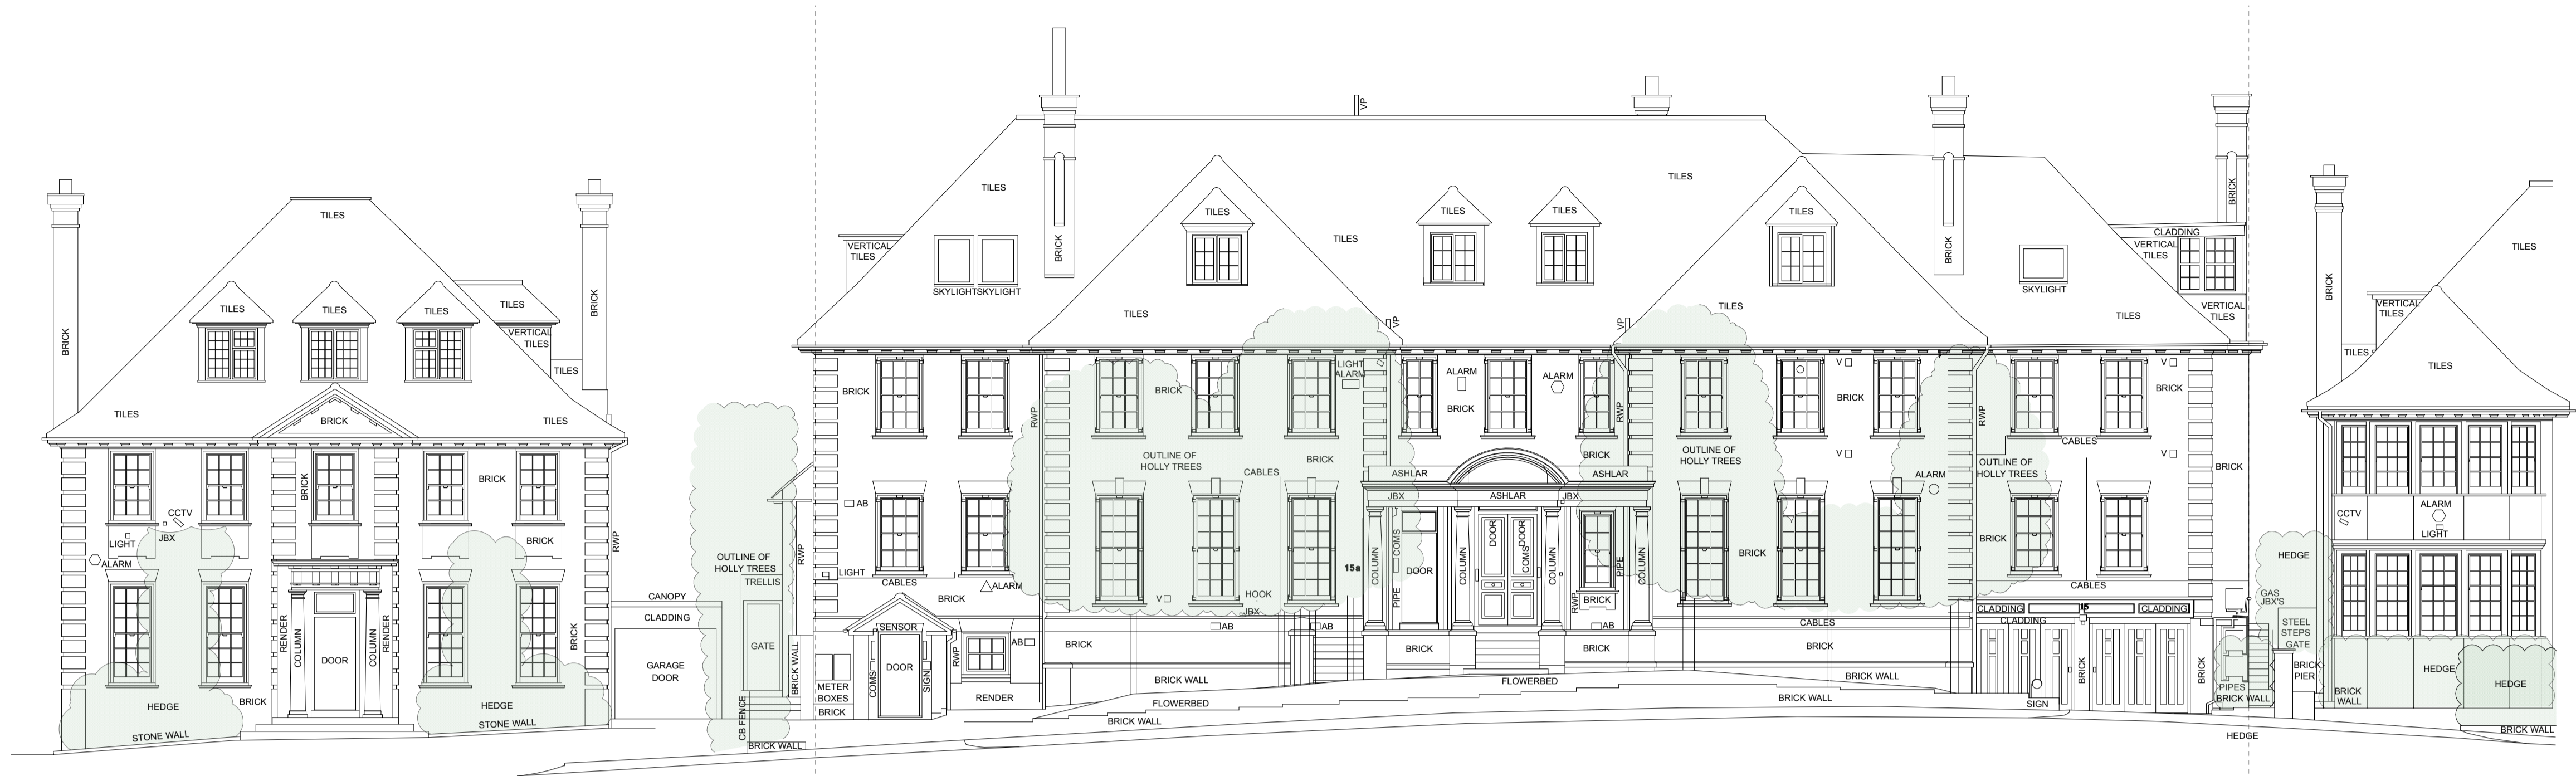 TILES
TILES
TILES
TILES
TILES
VERTICAL
TILES
TILES
BRICK
BRICK
TILES
BRICK
TILES
BRICK
BRICK
CCTV
JBX
LIGHT
ALARM
BRICK
RWP
RENDER
COLUMN
DOOR
COLUMN
RENDER
BRICK
HEDGE
BRICK
HEDGE
STONE WALL
STONE WALL
CANOPY
CLADDING
GARAGE
DOOR
OUTLINE OF
HOLLY TREES
TRELLIS
GATE
CB FENCE
BRICK WALL
BRICK WALL
RWP
VP
TILES
TILES
VERTICAL
TILES
SKYLIGHT
SKYLIGHT
BRICK
TILES
TILES
TILES
TILES
TILES
BRICK
TILES
TILES
SKYLIGHT
BRICK
CLADDING
VERTICAL
TILES
VERTICAL
TILES
TILES
TILES
VP
VP
BRICK
RWP
BRICK
LIGHT
ALARM
ALARM
BRICK
ALARM
RWP
V
BRICK
RWP
V
BRICK
CABLES
V
V
BRICK
AB
OUTLINE OF
HOLLY TREES
CABLES
BRICK
ASHLAR
BRICK
ASHLAR
JBX
ASHLAR
JBX
OUTLINE OF
HOLLY TREES
ALARM
OUTLINE OF
HOLLY TREES
LIGHT
CABLES
ALARM
BRICK
V
HOOK
JBX
15a
COLUMN
COMS
PIPE
DOOR
COLUMN
DOOR
DOOR
COMS
COLUMN
RWP
BRICK
PIPE
COLUMN
BRICK
BRICK
CABLES
SENSOR
METER
BOXES
BRICK
COMS
DOOR
SIGN
RWP
AB
RENDER
BRICK
AB
AB
AB
BRICK
BRICK
CABLES
BRICK
CLADDING
15
CLADDING
CLADDING
BRICK
BRICK
SIGN
BRICK WALL
FLOWERBED
BRICK WALL
FLOWERBED
BRICK WALL
BRICK WALL
GAS
JBX'S
STEEL
STEPS
GATE
PIPES
BRICK WALL
BRICK
PIER
HEDGE
HEDGE
BRICK
TILES
VERTICAL
TILES
TILES
TILES
CCTV
ALARM
LIGHT
HEDGE
HEDGE
BRICK
WALL
BRICK WALL